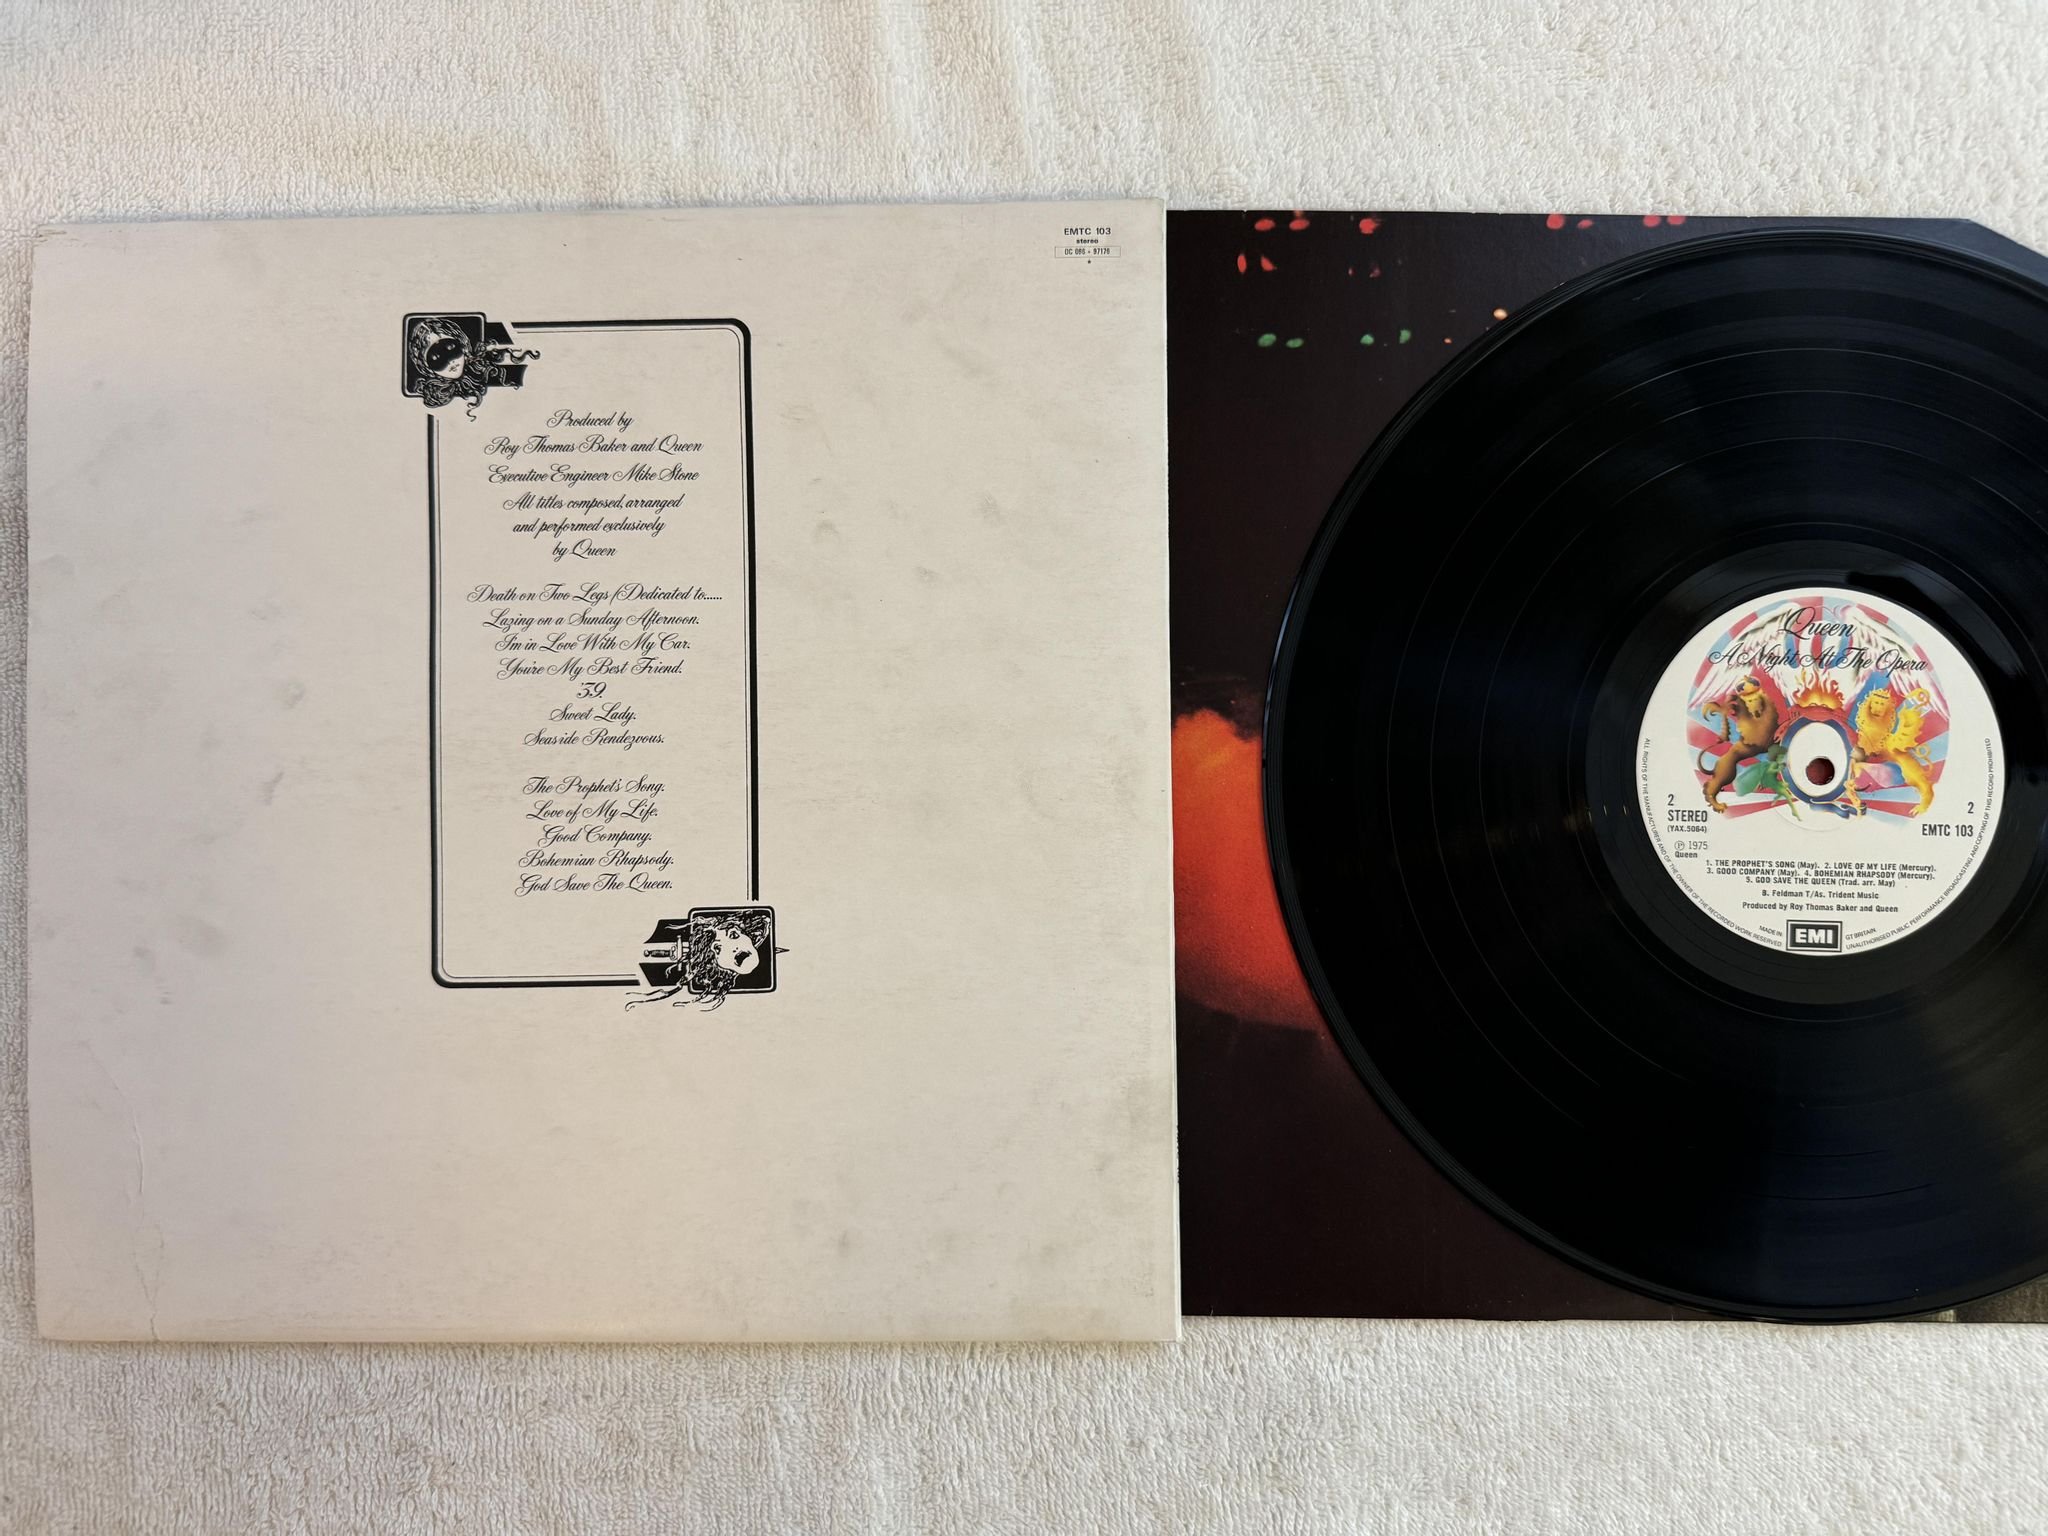 EMTC 103
stereo
OC 066 · 97176
*
Produced by
Roy Thomas Baker and Queen
Executive Engineer Mike Stone
All titles composed, arranged
and performed exclusively
by Queen
Death on Two Legs (Dedicated to......
Lazing on a Sunday Afternoon.
I'm in Love With My Car.
You're My Best Friend.
'39.
Sweet Lady.
Seaside Rendezvous.
The Prophet's Song.
Love of My Life.
Good Company.
Bohemian Rhapsody.
God Save The Queen.
Queen
A Night At The Opera
2
STEREO
(YAX.5064)
Ⓟ 1975
Queen
2
EMTC 103
1. THE PROPHET'S SONG (May). 2. LOVE OF MY LIFE (Mercury).
3. GOOD COMPANY (May). 4. BOHEMIAN RHAPSODY (Mercury).
5. GOD SAVE THE QUEEN (Trad. arr. May)
B. Feldman T/As. Trident Music
Produced by Roy Thomas Baker and Queen
ALL RIGHTS OF THE MANUFACTURER AND OF THE OWNER OF THE RECORDED WORK RESERVED
MADE IN
EMI
GT BRITAIN.
UNAUTHORISED PUBLIC PERFORMANCE BROADCASTING AND COPYING OF THIS RECORD PROHIBITED